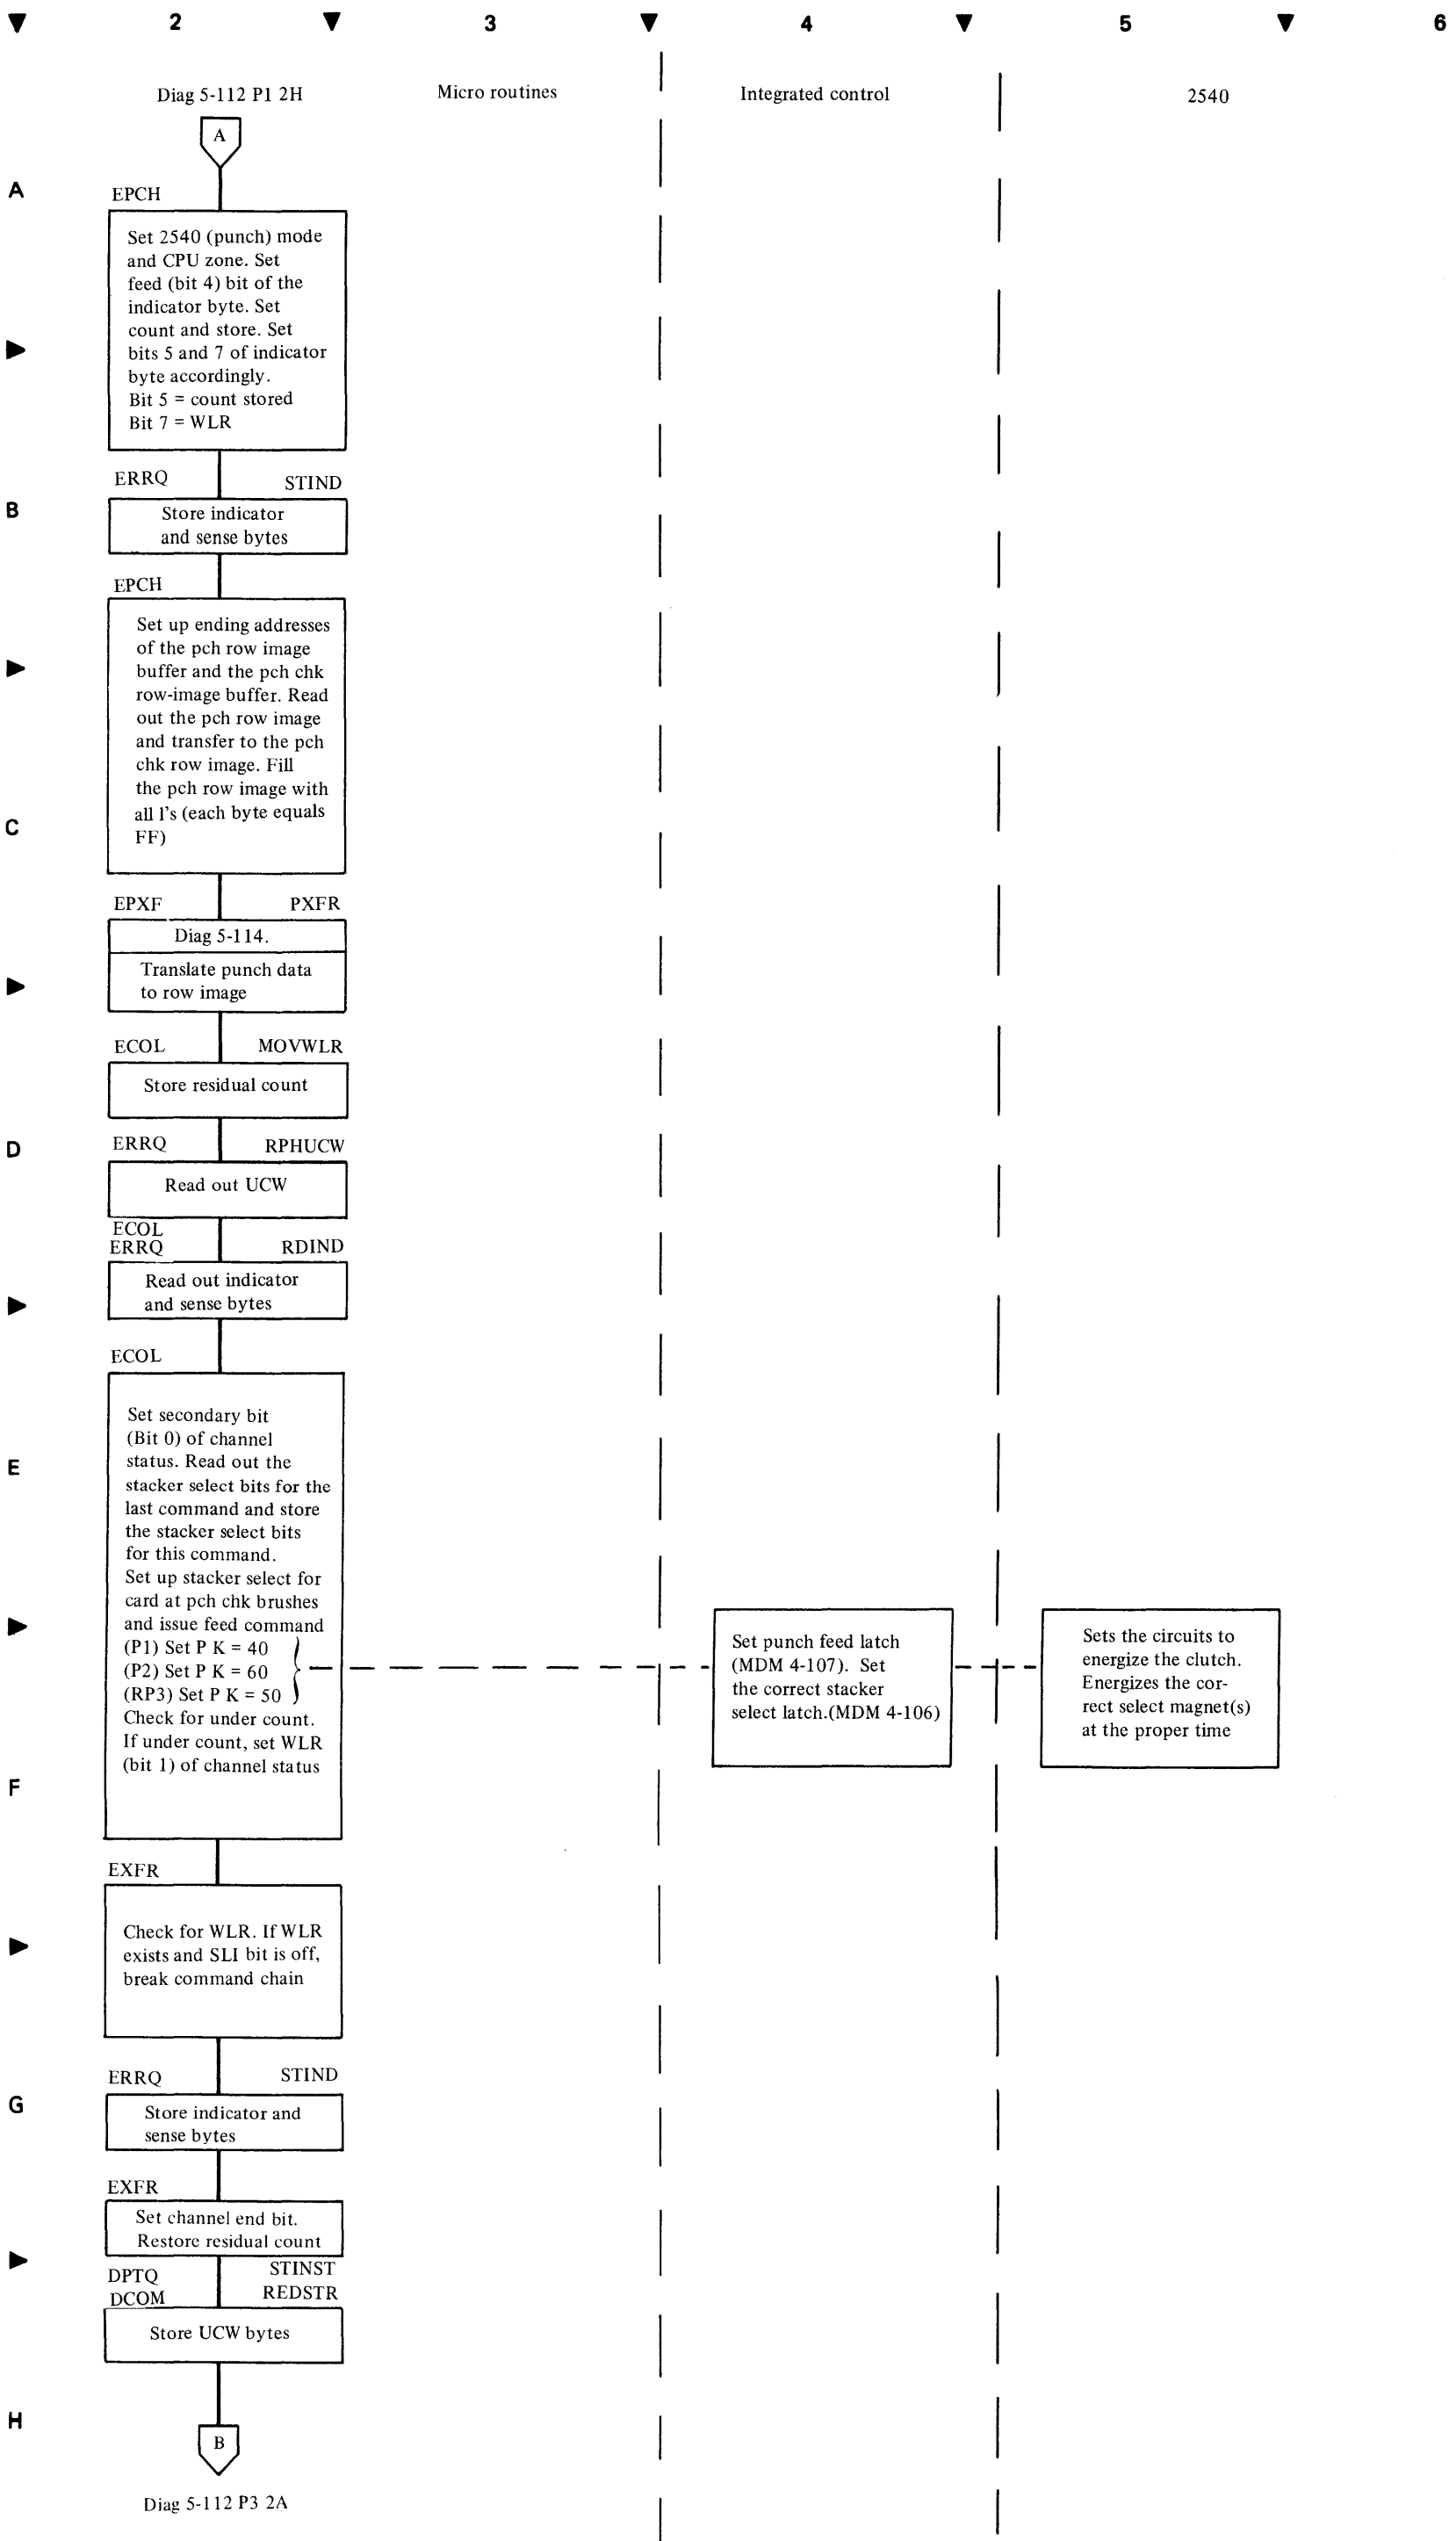 2 3 4 5 6
Diag 5-112 P1 2H
Micro routines
Integrated control
2540
A
A
EPCH
Set 2540 (punch) mode
and CPU zone. Set
feed (bit 4) bit of the
indicator byte. Set
count and store. Set
bits 5 and 7 of indicator
byte accordingly.
Bit 5 = count stored
Bit 7 = WLR
ERRQ STIND
B
Store indicator
and sense bytes
EPCH
Set up ending addresses
of the pch row image
buffer and the pch chk
row-image buffer. Read
out the pch row image
and transfer to the pch
chk row image. Fill
the pch row image with
all 1's (each byte equals
FF)
C
EPXF PXFR
Diag 5-114.
Translate punch data
to row image
ECOL MOVWLR
Store residual count
D
ERRQ RPHUCW
Read out UCW
ECOL
ERRQ RDIND
Read out indicator
and sense bytes
ECOL
Set secondary bit
(Bit 0) of channel
status. Read out the
stacker select bits for the
last command and store
the stacker select bits
for this command.
Set up stacker select for
card at pch chk brushes
and issue feed command
(P1) Set P K = 40
(P2) Set P K = 60
(RP3) Set P K = 50
Check for under count.
If under count, set WLR
(bit 1) of channel status
E
Set punch feed latch
(MDM 4-107). Set
the correct stacker
select latch.(MDM 4-106)
Sets the circuits to
energize the clutch.
Energizes the cor-
rect select magnet(s)
at the proper time
F
EXFR
Check for WLR. If WLR
exists and SLI bit is off,
break command chain
ERRQ STIND
G
Store indicator and
sense bytes
EXFR
Set channel end bit.
Restore residual count
DPTQ STINST
DCOM REDSTR
Store UCW bytes
H
B
Diag 5-112 P3 2A